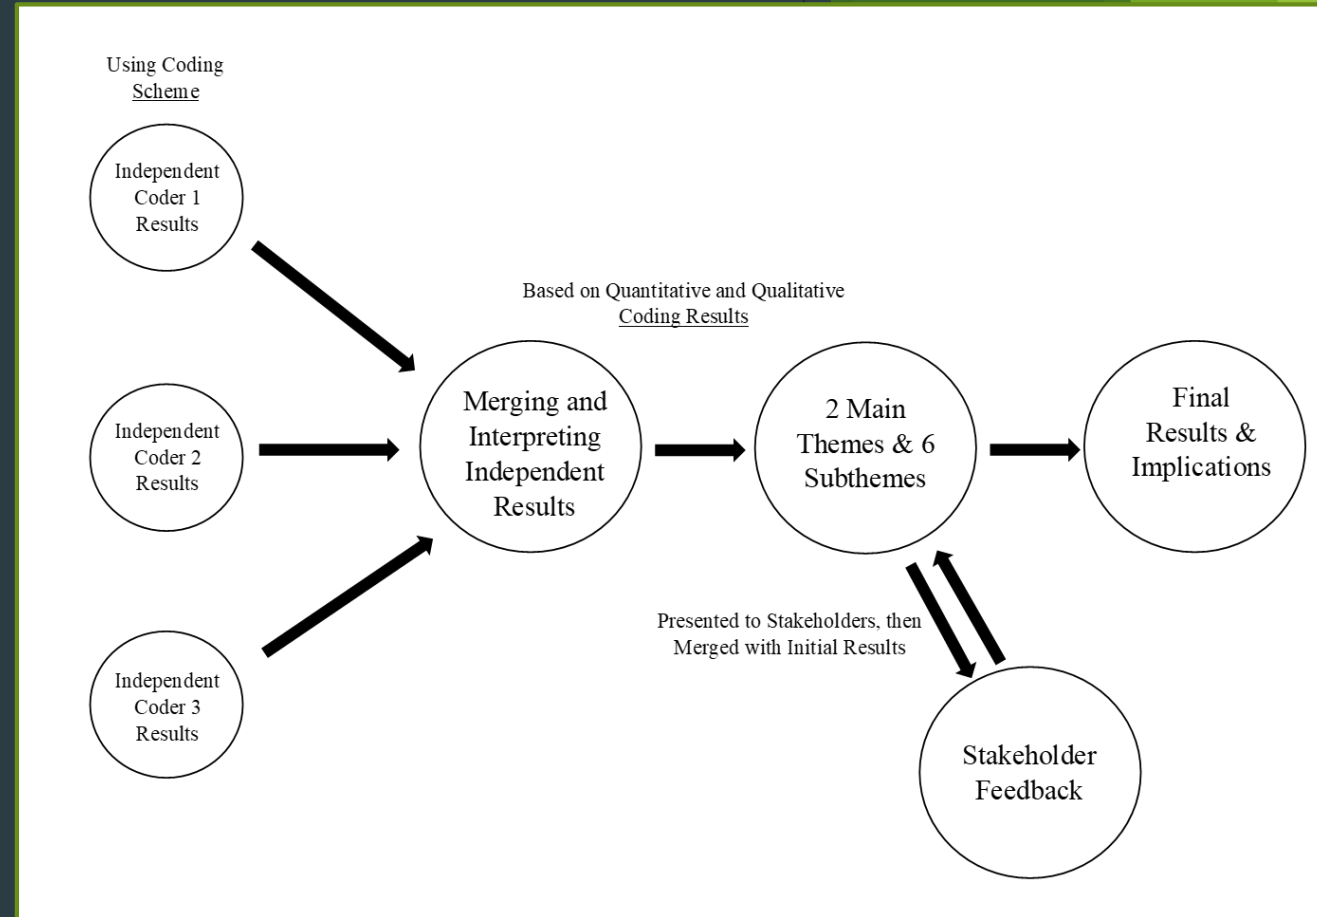 Using Coding
Scheme
Independent
Coder 1
Results
Based on Quantitative and Qualitative
Coding Results
Independent
Coder 2
Results
Merging and
Interpreting
Independent
Results
2 Main
Themes & 6
Subthemes
Final
Results &
Implications
Presented to Stakeholders, then
Merged with Initial Results
Independent
Coder 3
Results
Stakeholder
Feedback